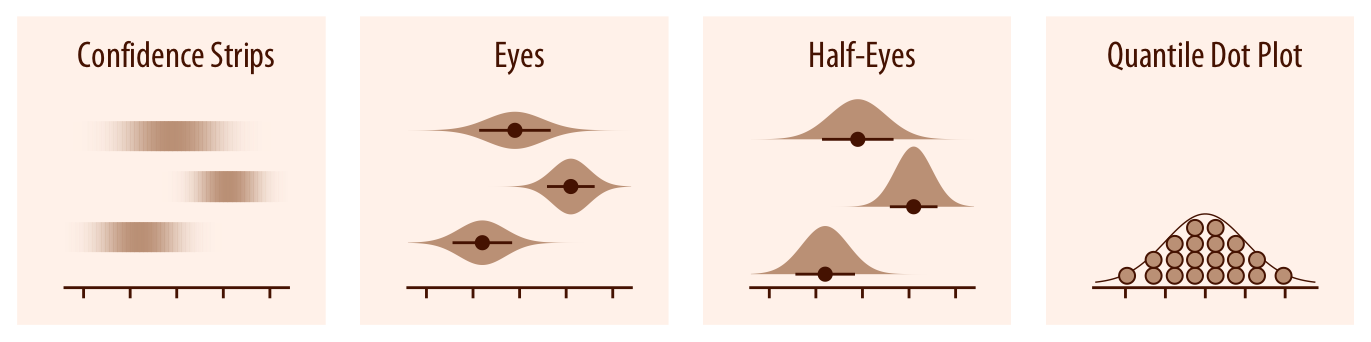 Confidence Strips
Eyes
Half-Eyes
Quantile Dot Plot